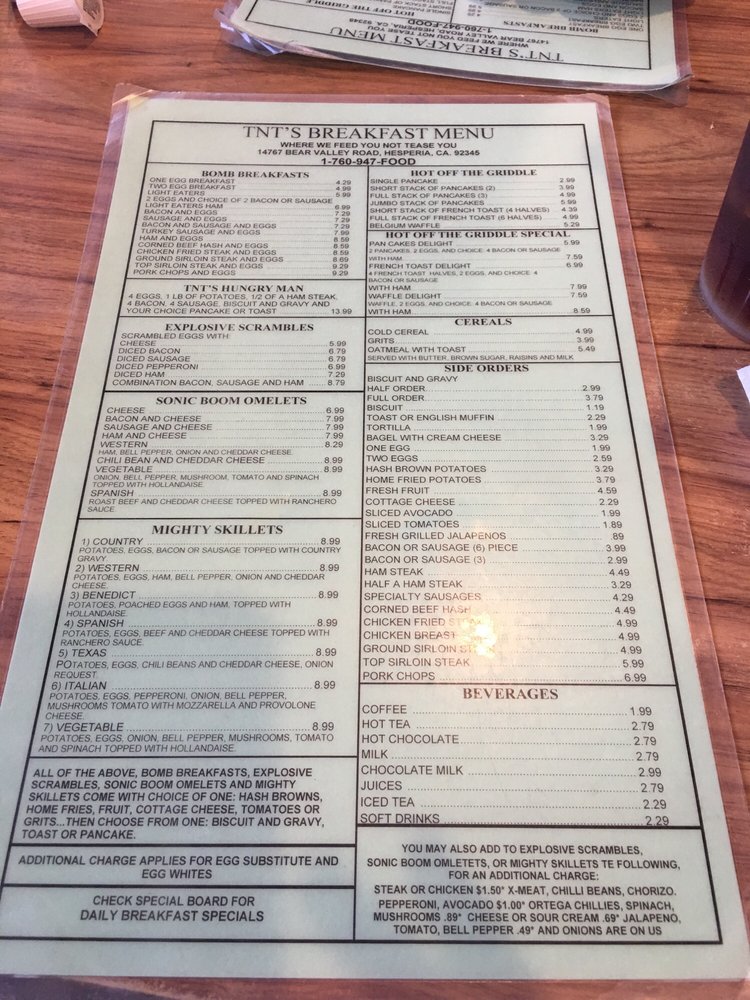 TNT'S BREAKFAST MENU
WHERE WE FEED YOU NOT TEASE YOU
14767 BEAR VALLEY ROAD, HESPERIA, CA. 92345
1-760-947-FOOD
BOMB BREAKFASTS
ONE EGG BREAKFAST 4.29
TWO EGG BREAKFAST 4.99
LIGHT EATERS 5.99
2 EGGS AND CHOICE OF 2 BACON OR SAUSAGE
LIGHT EATERS HAM 6.99
BACON AND EGGS 7.29
SAUSAGE AND EGGS 7.29
BACON AND SAUSAGE AND EGGS 7.29
TURKEY SAUSAGE AND EGGS 7.99
HAM AND EGGS 8.59
CORNED BEEF HASH AND EGGS 8.59
CHICKEN FRIED STEAK AND EGGS 8.59
GROUND SIRLOIN STEAK AND EGGS 8.69
TOP SIRLOIN STEAK AND EGGS 9.29
PORK CHOPS AND EGGS 9.29
TNT'S HUNGRY MAN
4 EGGS, 1 LB OF POTATOES, 1/2 OF A HAM STEAK,
4 BACON, 4 SAUSAGE, BISCUIT AND GRAVY AND
YOUR CHOICE PANCAKE OR TOAST 13.99
EXPLOSIVE SCRAMBLES
SCRAMBLED EGGS WITH:
CHEESE 5.99
DICED BACON 6.79
DICED SAUSAGE 6.79
DICED PEPPERONI 6.99
DICED HAM 7.29
COMBINATION BACON, SAUSAGE AND HAM 8.79
SONIC BOOM OMELETS
CHEESE 6.99
BACON AND CHEESE 7.99
SAUSAGE AND CHEESE 7.99
HAM AND CHEESE 7.99
WESTERN 8.29
HAM, BELL PEPPER, ONION AND CHEDDAR CHEESE
CHILI BEAN AND CHEDDAR CHEESE 8.99
VEGETABLE 8.99
ONION, BELL PEPPER, MUSHROOM, TOMATO AND SPINACH
TOPPED WITH HOLLANDAISE.
SPANISH 8.99
ROAST BEEF AND CHEDDAR CHEESE TOPPED WITH RANCHERO
SAUCE
MIGHTY SKILLETS
1) COUNTRY 8.99
POTATOES, EGGS, BACON OR SAUSAGE TOPPED WITH COUNTRY
GRAVY
2) WESTERN 8.99
POTATOES, EGGS, HAM, BELL PEPPER, ONION AND CHEDDAR
CHEESE.
3) BENEDICT 8.99
POTATOES, POACHED EGGS AND HAM, TOPPED WITH
HOLLANDAISE.
4) SPANISH 8.99
POTATOES, EGGS, BEEF AND CHEDDAR CHEESE TOPPED WITH
RANCHERO SAUCE.
5) TEXAS 8.99
POTATOES, EGGS, CHILI BEANS AND CHEDDAR CHEESE, ONION
REQUEST.
6) ITALIAN 8.99
POTATOES, EGGS, PEPPERONI, ONION, BELL PEPPER,
MUSHROOMS TOMATO WITH MOZZARELLA AND PROVOLONE
CHEESE.
7) VEGETABLE 8.99
POTATOES, EGGS, ONION, BELL PEPPER, MUSHROOMS, TOMATO
AND SPINACH TOPPED WITH HOLLANDAISE.
ALL OF THE ABOVE, BOMB BREAKFASTS, EXPLOSIVE
SCRAMBLES, SONIC BOOM OMELETS AND MIGHTY
SKILLETS COME WITH CHOICE OF ONE: HASH BROWNS,
HOME FRIES, FRUIT, COTTAGE CHEESE, TOMATOES OR
GRITS...THEN CHOOSE FROM ONE: BISCUIT AND GRAVY,
TOAST OR PANCAKE.
ADDITIONAL CHARGE APPLIES FOR EGG SUBSTITUTE AND
EGG WHITES
CHECK SPECIAL BOARD FOR
DAILY BREAKFAST SPECIALS
HOT OFF THE GRIDDLE
SINGLE PANCAKE 2.99
SHORT STACK OF PANCAKES (2) 3.99
FULL STACK OF PANCAKES (3) 4.99
JUMBO STACK OF PANCAKES 5.99
SHORT STACK OF FRENCH TOAST (4 HALVES) 4.39
FULL STACK OF FRENCH TOAST (6 HALVES) 4.99
BELGIUM WAFFLE 5.29
HOT OFF THE GRIDDLE SPECIAL
PAN CAKES DELIGHT 5.99
2 PANCAKES, 2 EGGS, AND CHOICE: 4 BACON OR SAUSAGE
WITH HAM 7.59
FRENCH TOAST DELIGHT 6.99
4 FRENCH TOAST HALVES, 2 EGGS, AND CHOICE: 4
BACON OR SAUSAGE
WITH HAM 7.99
WAFFLE DELIGHT 7.59
WAFFLE, 2 EGGS, AND CHOICE: 4 BACON OR SAUSAGE
WITH HAM 8.59
CEREALS
COLD CEREAL 4.99
GRITS 3.99
OATMEAL WITH TOAST 5.49
SERVED WITH BUTTER, BROWN SUGAR, RAISINS AND MILK
SIDE ORDERS
BISCUIT AND GRAVY
HALF ORDER 2.99
FULL ORDER 3.79
BISCUIT 1.19
TOAST OR ENGLISH MUFFIN 2.29
TORTILLA 1.99
BAGEL WITH CREAM CHEESE 3.29
ONE EGG 1.99
TWO EGGS 2.59
HASH BROWN POTATOES 3.29
HOME FRIED POTATOES 3.79
FRESH FRUIT 4.59
COTTAGE CHEESE 2.29
SLICED AVOCADO 1.99
SLICED TOMATOES 1.89
FRESH GRILLED JALAPENOS .89
BACON OR SAUSAGE (6) PIECE 3.99
BACON OR SAUSAGE (3) 2.99
HAM STEAK 4.49
HALF A HAM STEAK 3.29
SPECIALTY SAUSAGES 4.29
CORNED BEEF HASH 4.49
CHICKEN FRIED 4.99
CHICKEN BREAST 4.99
GROUND SIRLOIN 4.99
TOP SIRLOIN STEAK 5.99
PORK CHOPS 6.99
BEVERAGES
COFFEE 1.99
HOT TEA 2.79
HOT CHOCOLATE 2.79
MILK 2.79
CHOCOLATE MILK 2.99
JUICES 2.79
ICED TEA 2.29
SOFT DRINKS 2.29
YOU MAY ALSO ADD TO EXPLOSIVE SCRAMBLES,
SONIC BOOM OMLETETS, OR MIGHTY SKILLETS TE FOLLOWING,
FOR AN ADDITIONAL CHARGE:
STEAK OR CHICKEN $1.50* X-MEAT, CHILLI BEANS, CHORIZO.
PEPPERONI, AVOCADO $1.00* ORTEGA CHILLIES, SPINACH,
MUSHROOMS .89* CHEESE OR SOUR CREAM .69* JALAPENO,
TOMATO, BELL PEPPER .49* AND ONIONS ARE ON US
TNT'S BREAKFAST MENU
WHERE WE FEED YOU NOT TEASE YOU
14767 BEAR VALLEY ROAD, HESPERIA, CA. 92345
1-760-947-FOOD
BOMB BREAKFASTS
HOT OFF THE GRIDDLE